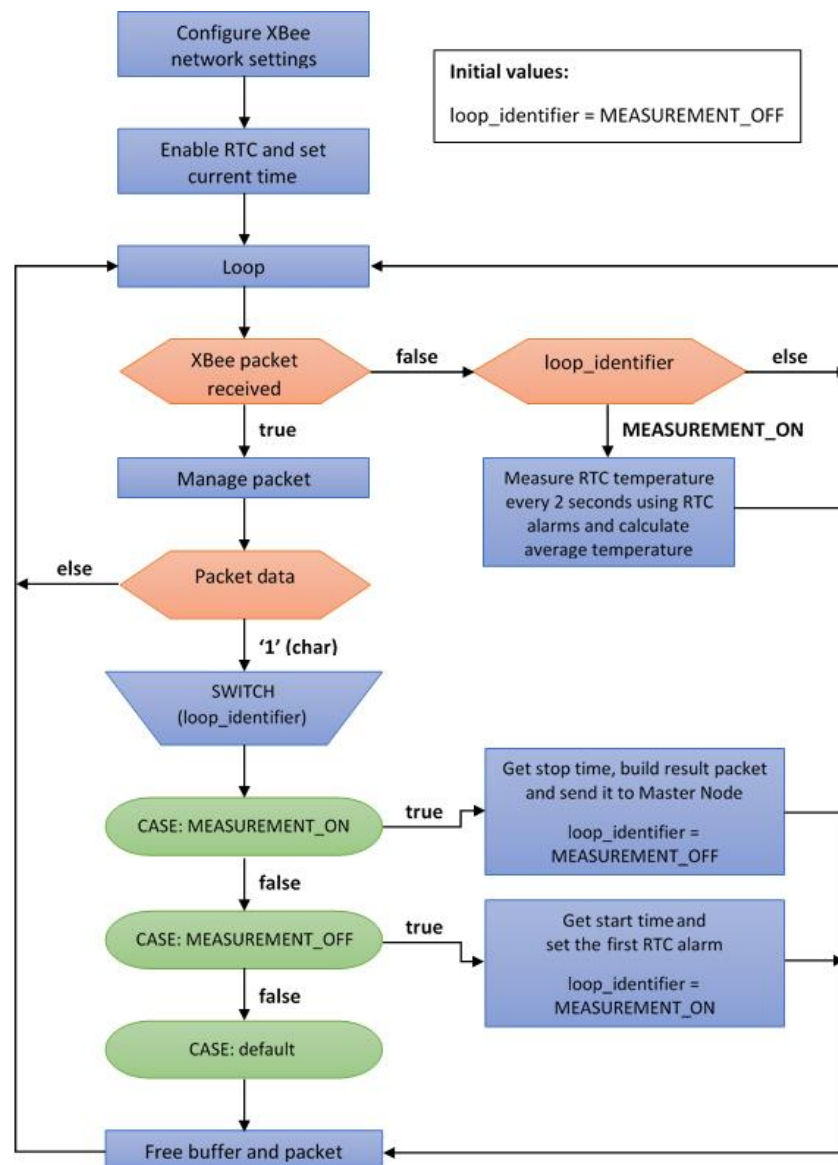 Configure XBee
network settings
Initial values:
loop_identifier = MEASUREMENT_OFF
Enable RTC and set
current time
Loop
XBee packet
received
false
loop_identifier
else
true
MEASUREMENT_ON
Manage packet
Measure RTC temperature
every 2 seconds using RTC
alarms and calculate
average temperature
else
Packet data
‘1’ (char)
SWITCH
(loop_identifier)
CASE: MEASUREMENT_ON
true
Get stop time, build result packet
and send it to Master Node
loop_identifier =
MEASUREMENT_OFF
false
CASE: MEASUREMENT_OFF
true
Get start time and
set the first RTC alarm
loop_identifier =
MEASUREMENT_ON
false
CASE: default
Free buffer and packet